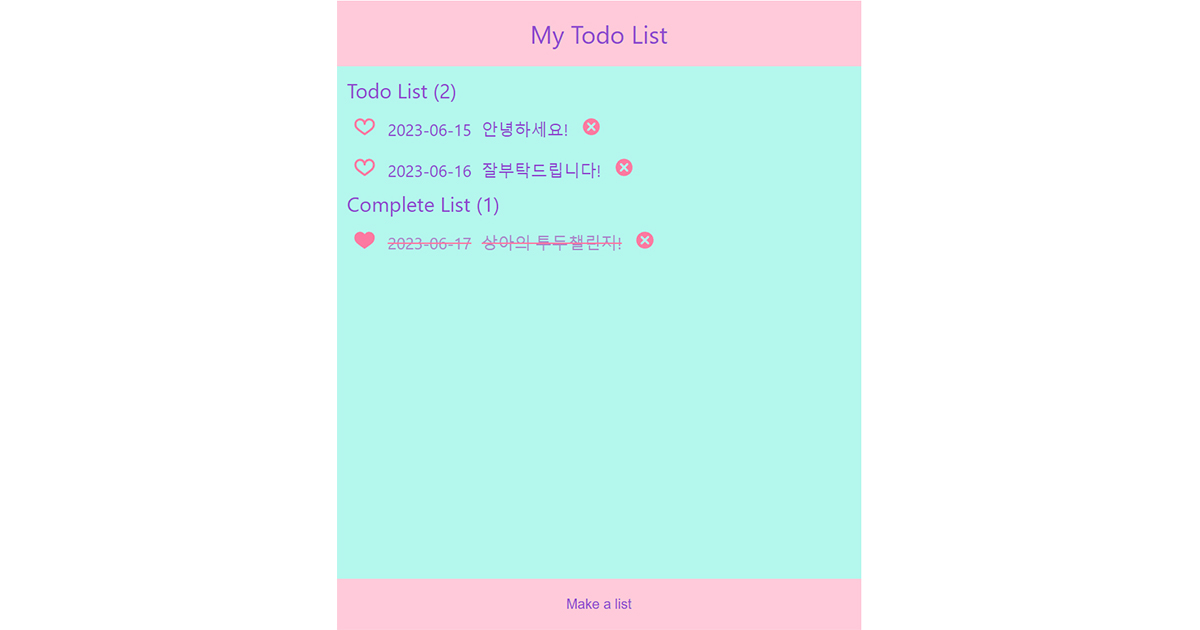 My Todo List
Todo List (2)
2023-06-15 안녕하세요!
2023-06-16 잘부탁드립니다!
Complete List (1)
2023-06-17 상아의 투두챌린지!
Make a list